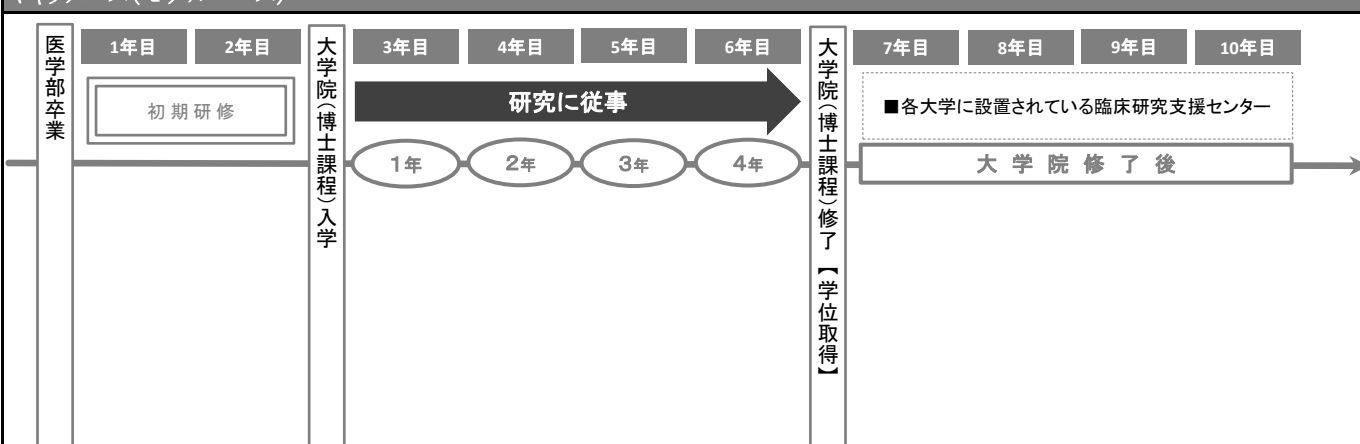 医学部卒業
1年目
2年目
初期研修
大学院(博士課程)入学
3年目
4年目
5年目
6年目
研究に従事
1年
2年
3年
4年
大学院(博士課程)修了【学位取得】
7年目
8年目
9年目
10年目
■各大学に設置されている臨床研究支援センター
大学院修了後